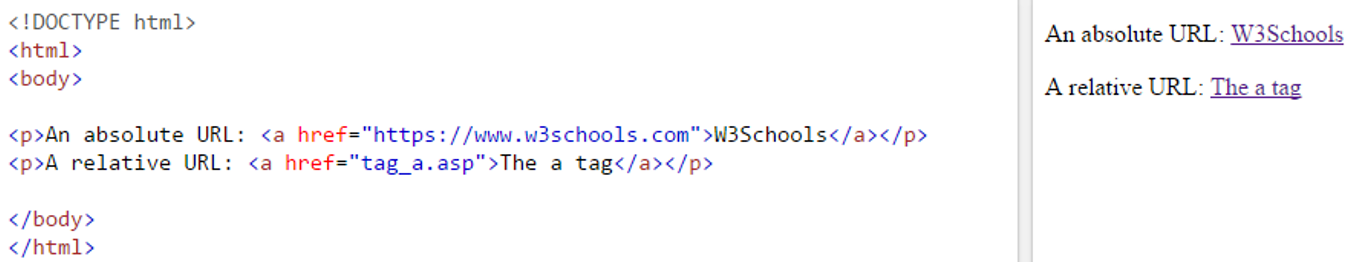 <!DOCTYPE html>
<html>
<body>
<p>An absolute URL: <a href="https://www.w3schools.com">W3Schools</a></p>
<p>A relative URL: <a href="tag_a.asp">The a tag</a></p>
</body>
</html>
An absolute URL: W3Schools
A relative URL: The a tag